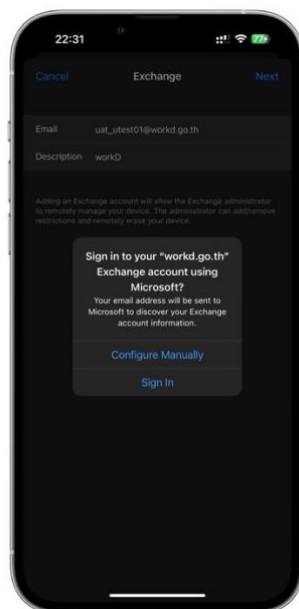 22:31
77
Cancel Exchange Next
Email uat_utest01@workd.go.th
Description workD
Adding an Exchange account will allow the Exchange administrator
to remotely manage your device. The administrator can add/remove
restrictions and remotely erase your device.
Sign in to your "workd.go.th"
Exchange account using
Microsoft?
Your email address will be sent to
Microsoft to discover your Exchange
account information.
Configure Manually
Sign In